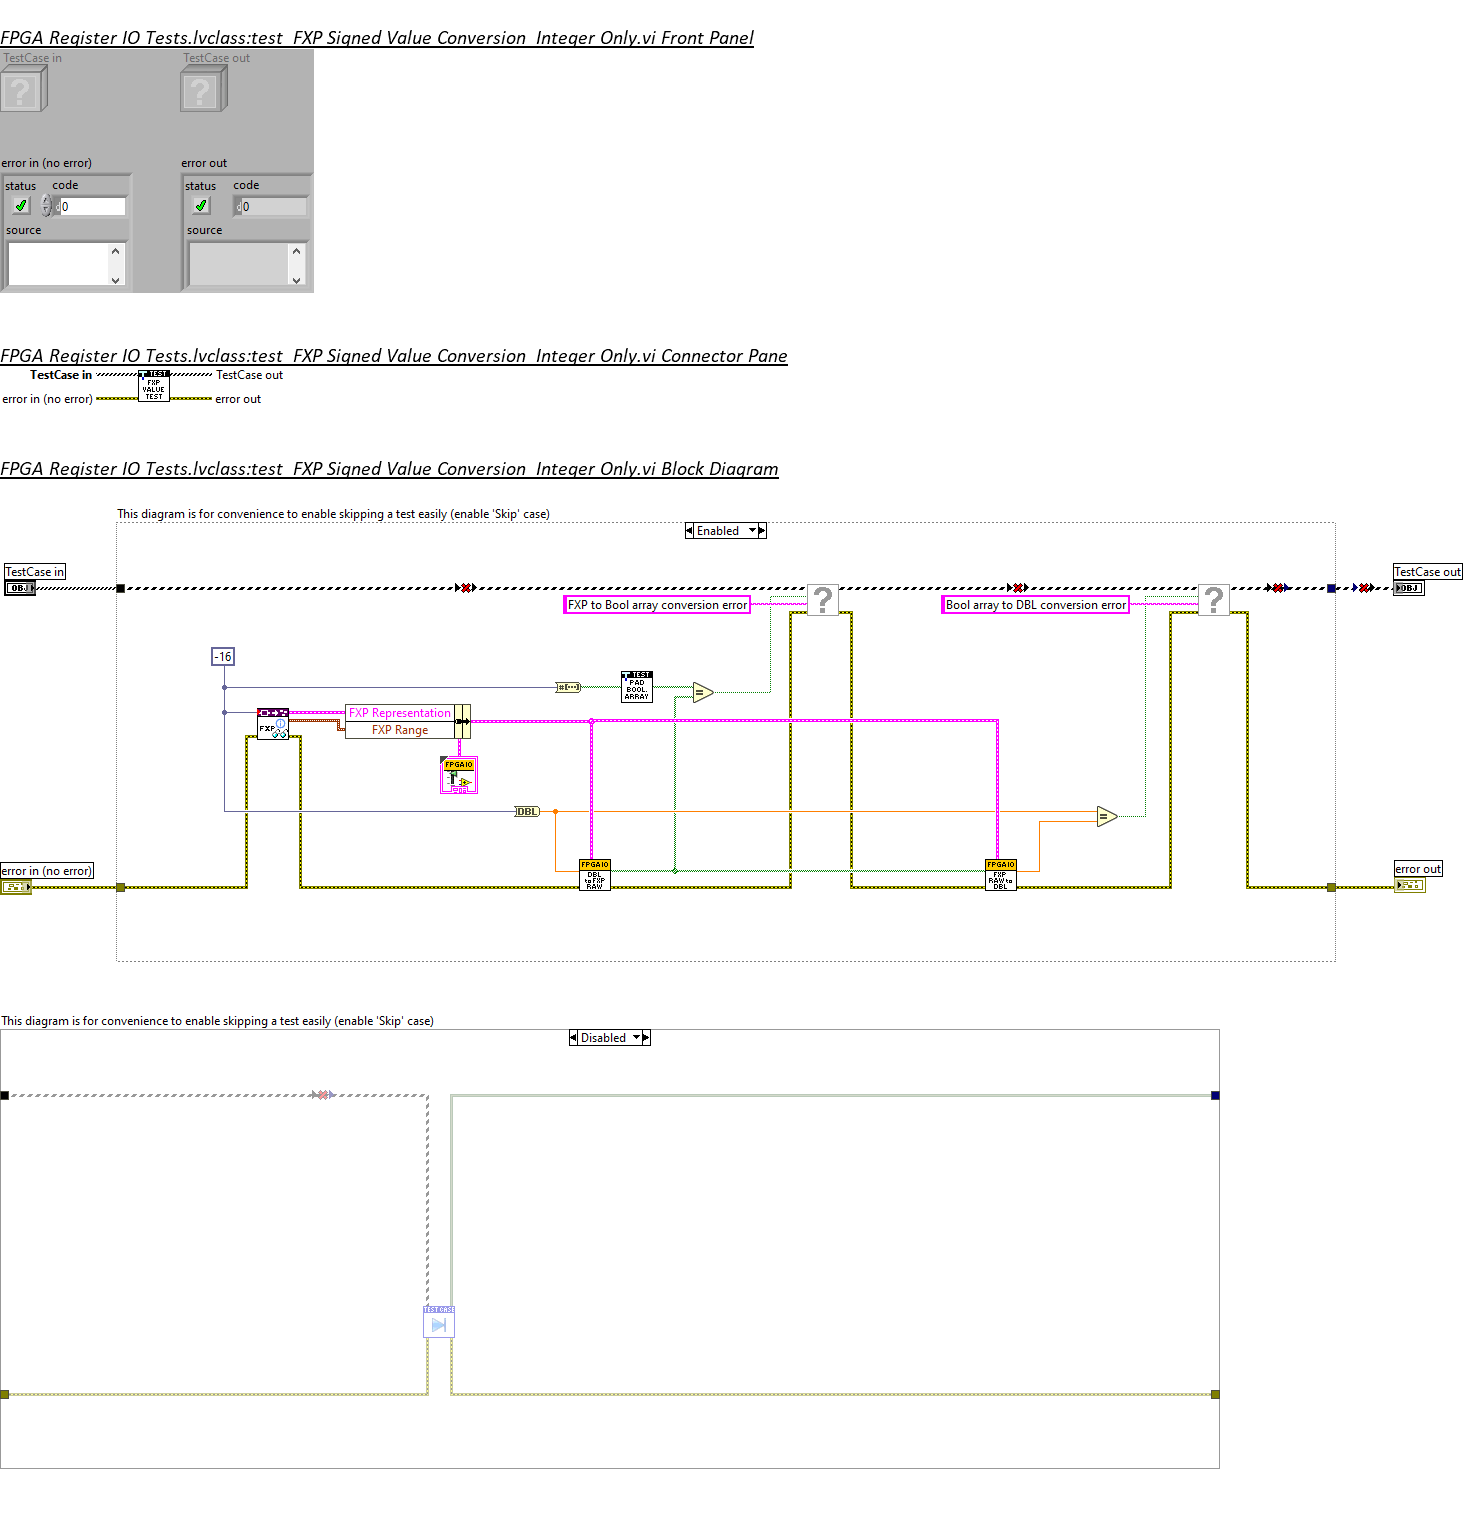 FPGA Register IO Tests.lvclass:test  FXP Signed Value Conversion  Integer Only.vi Front Panel
TestCase in
TestCase out
?
?
error in (no error)
error out
status
code
status
code
d 0
d 0
source
source
FPGA Register IO Tests.lvclass:test  FXP Signed Value Conversion  Integer Only.vi Connector Pane
TestCase in
TEST
FXP
VALUE
TEST
TestCase out
error in (no error)
error out
FPGA Register IO Tests.lvclass:test  FXP Signed Value Conversion  Integer Only.vi Block Diagram
This diagram is for convenience to enable skipping a test easily (enable 'Skip' case)
Enabled
TestCase in
OBJ
TestCase out
OBJ
FXP to Bool array conversion error
?
Bool array to DBL conversion error
?
-16
#[...]
TEST
PAD
BOOL.
ARRAY
=
FXP
FXP Representation
FXP Range
FPGAIO
DBL
=
FPGAIO
DBL
to FXP
RAW
FPGAIO
FXP
RAW to
DBL
error in (no error)
error out
This diagram is for convenience to enable skipping a test easily (enable 'Skip' case)
Disabled
TEST CASE